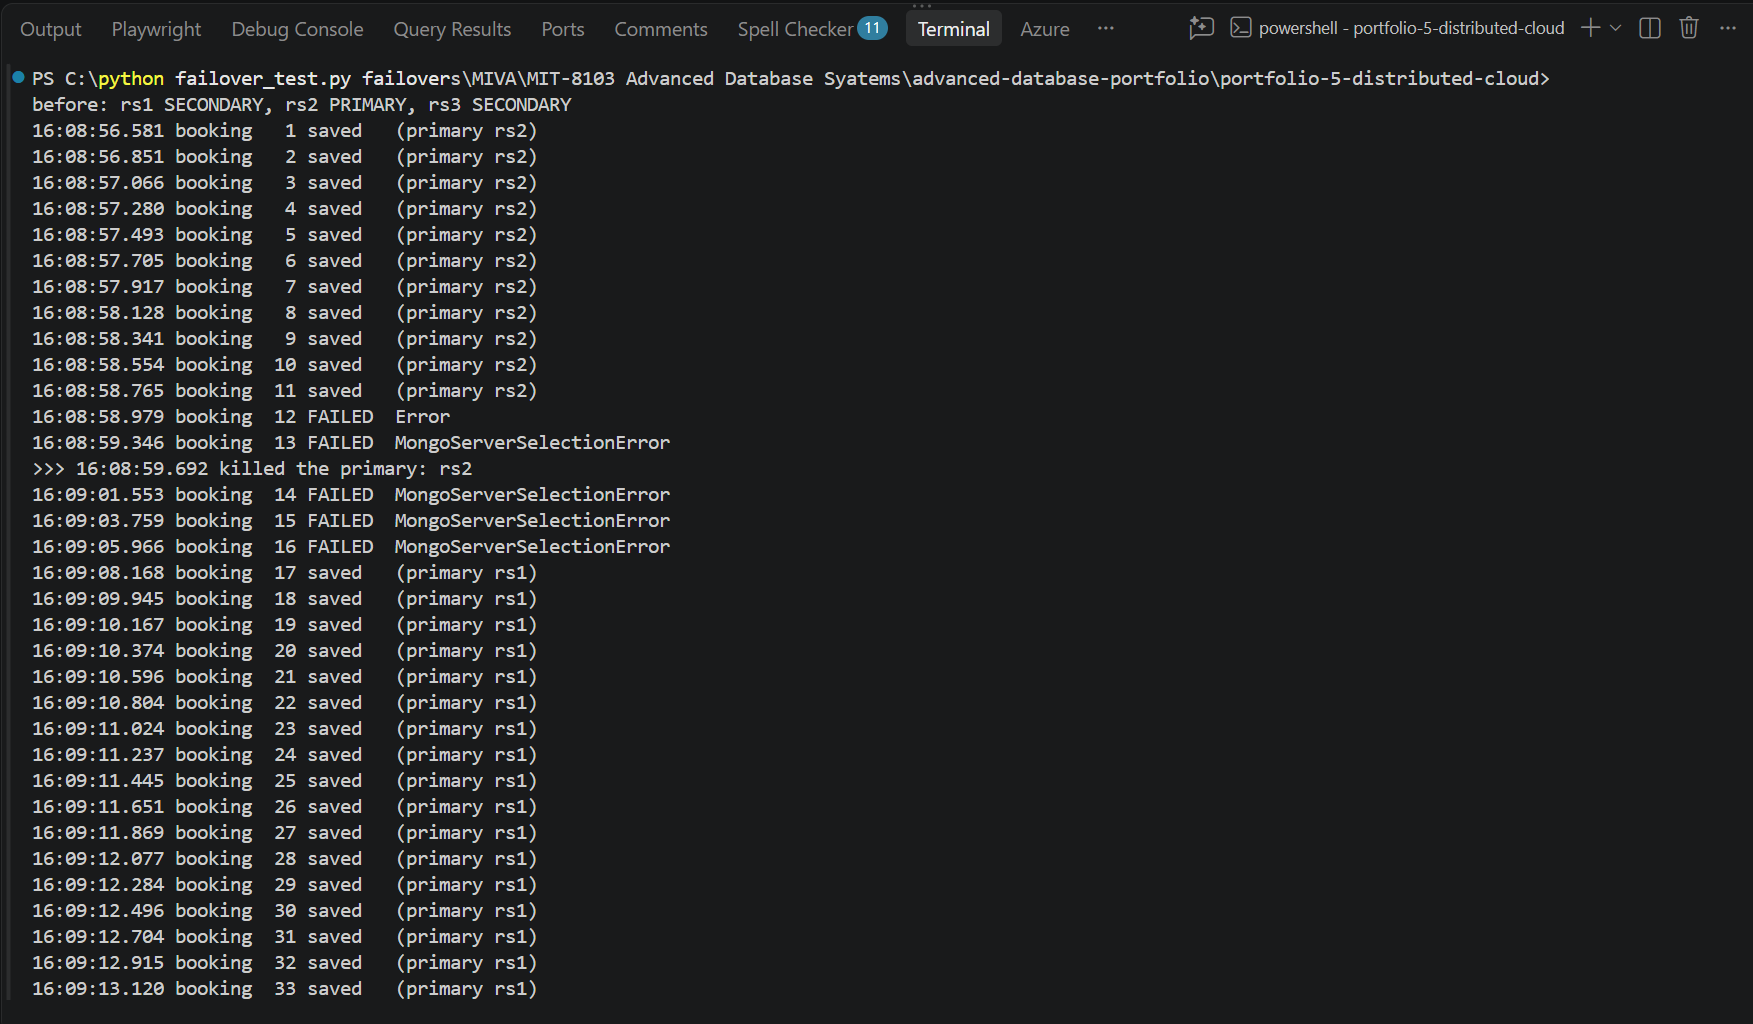 Output Playwright Debug Console Query Results Ports Comments Spell Checker 11 Terminal Azure ··· powershell - portfolio-5-distributed-cloud ···
PS C:\python failover_test.py failovers\MIVA\MIT-8103 Advanced Database Syatems\advanced-database-portfolio\portfolio-5-distributed-cloud>
before: rs1 SECONDARY, rs2 PRIMARY, rs3 SECONDARY
16:08:56.581 booking   1 saved   (primary rs2)
16:08:56.851 booking   2 saved   (primary rs2)
16:08:57.066 booking   3 saved   (primary rs2)
16:08:57.280 booking   4 saved   (primary rs2)
16:08:57.493 booking   5 saved   (primary rs2)
16:08:57.705 booking   6 saved   (primary rs2)
16:08:57.917 booking   7 saved   (primary rs2)
16:08:58.128 booking   8 saved   (primary rs2)
16:08:58.341 booking   9 saved   (primary rs2)
16:08:58.554 booking  10 saved   (primary rs2)
16:08:58.765 booking  11 saved   (primary rs2)
16:08:58.979 booking  12 FAILED  Error
16:08:59.346 booking  13 FAILED  MongoServerSelectionError
>>> 16:08:59.692 killed the primary: rs2
16:09:01.553 booking  14 FAILED  MongoServerSelectionError
16:09:03.759 booking  15 FAILED  MongoServerSelectionError
16:09:05.966 booking  16 FAILED  MongoServerSelectionError
16:09:08.168 booking  17 saved   (primary rs1)
16:09:09.945 booking  18 saved   (primary rs1)
16:09:10.167 booking  19 saved   (primary rs1)
16:09:10.374 booking  20 saved   (primary rs1)
16:09:10.596 booking  21 saved   (primary rs1)
16:09:10.804 booking  22 saved   (primary rs1)
16:09:11.024 booking  23 saved   (primary rs1)
16:09:11.237 booking  24 saved   (primary rs1)
16:09:11.445 booking  25 saved   (primary rs1)
16:09:11.651 booking  26 saved   (primary rs1)
16:09:11.869 booking  27 saved   (primary rs1)
16:09:12.077 booking  28 saved   (primary rs1)
16:09:12.284 booking  29 saved   (primary rs1)
16:09:12.496 booking  30 saved   (primary rs1)
16:09:12.704 booking  31 saved   (primary rs1)
16:09:12.915 booking  32 saved   (primary rs1)
16:09:13.120 booking  33 saved   (primary rs1)